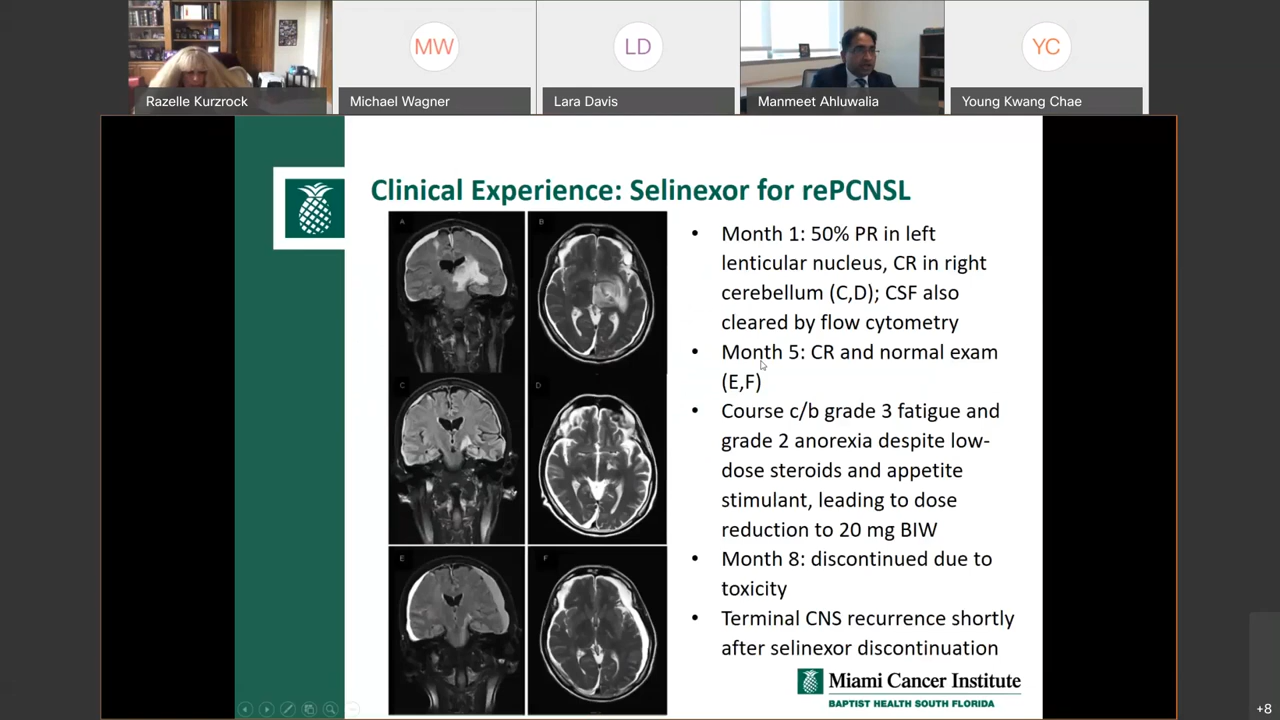 MW
LD
YC
Razelle Kurzrock
Michael Wagner
Lara Davis
Manmeet Ahluwalia
Young Kwang Chae
Clinical Experience: Selinexor for rePCNSL
A
B
C
D
E
F
• Month 1: 50% PR in left
lenticular nucleus, CR in right
cerebellum (C,D); CSF also
cleared by flow cytometry
• Month 5: CR and normal exam
(E,F)
• Course c/b grade 3 fatigue and
grade 2 anorexia despite low-
dose steroids and appetite
stimulant, leading to dose
reduction to 20 mg BIW
• Month 8: discontinued due to
toxicity
• Terminal CNS recurrence shortly
after selinexor discontinuation
Miami Cancer Institute
BAPTIST HEALTH SOUTH FLORIDA
+8